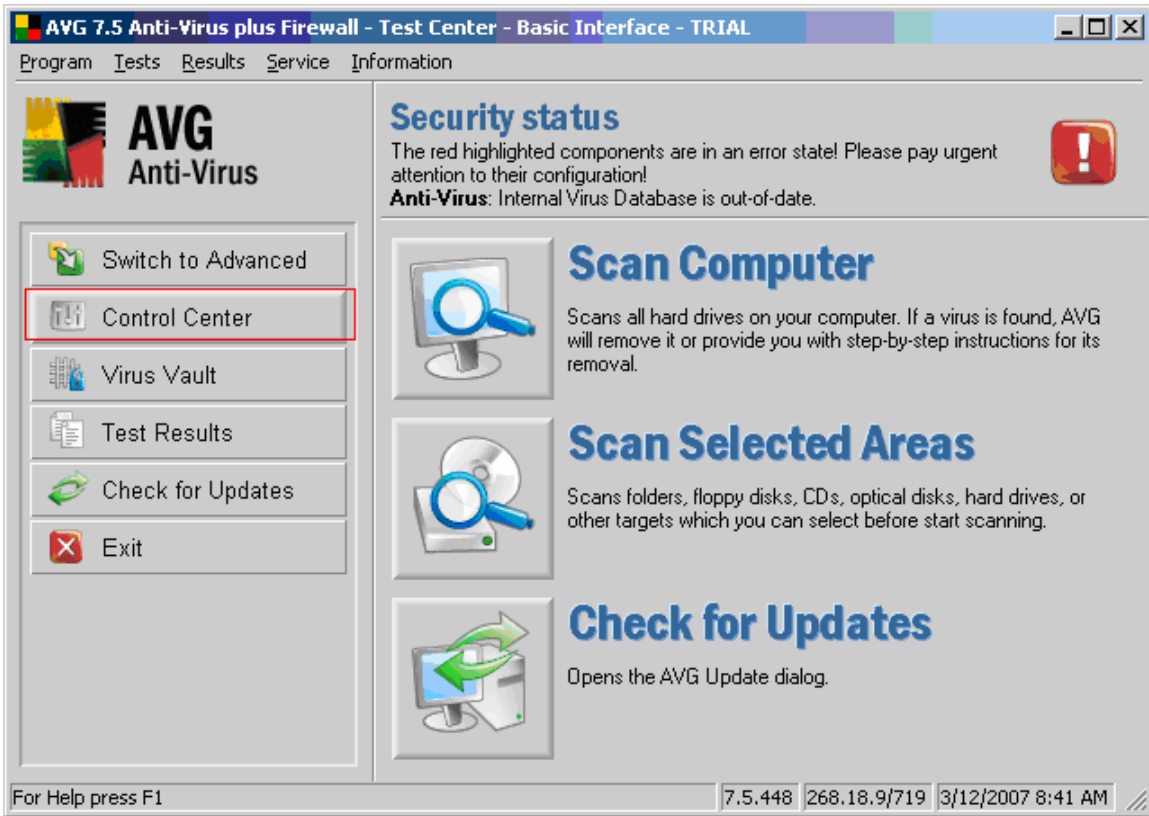 AVG 7.5 Anti-Virus plus Firewall - Test Center - Basic Interface - TRIAL
Program Tests Results Service Information
AVG
Anti-Virus
Security status
The red highlighted components are in an error state! Please pay urgent
attention to their configuration!
Anti-Virus: Internal Virus Database is out-of-date.
Switch to Advanced
Control Center
Virus Vault
Test Results
Check for Updates
Exit
Scan Computer
Scans all hard drives on your computer. If a virus is found, AVG
will remove it or provide you with step-by-step instructions for its
removal.
Scan Selected Areas
Scans folders, floppy disks, CDs, optical disks, hard drives, or
other targets which you can select before start scanning.
Check for Updates
Opens the AVG Update dialog.
For Help press F1
7.5.448 268.18.9/719 3/12/2007 8:41 AM